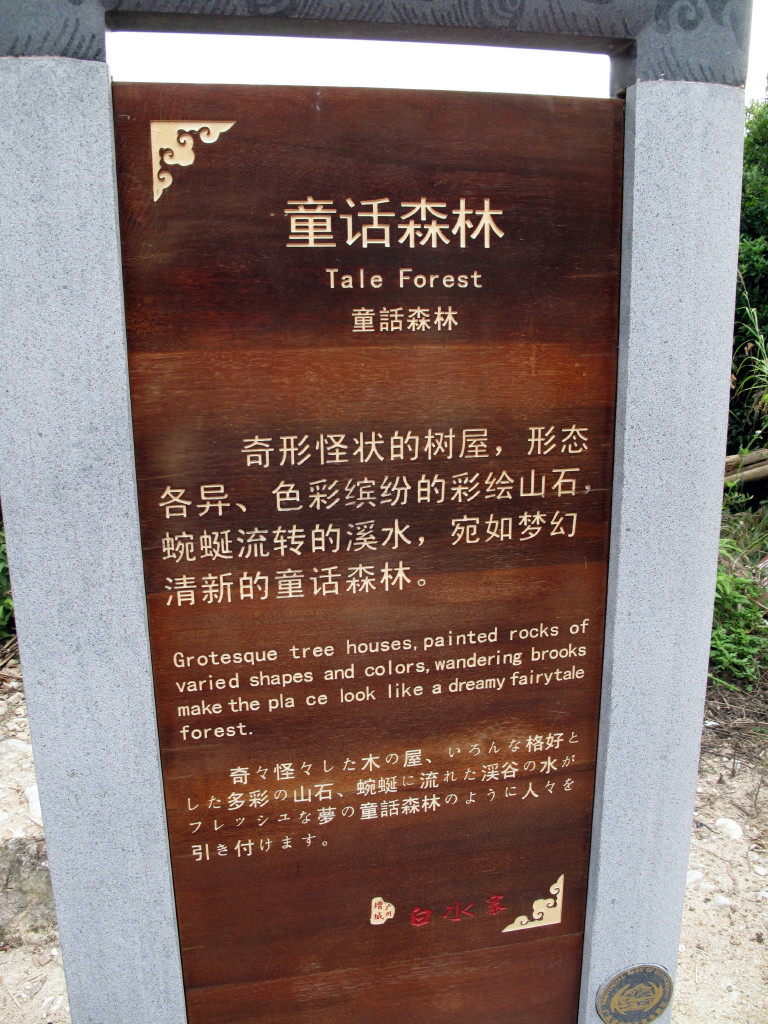 童话森林
Tale Forest
童話森林
奇形怪状的树屋，形态
各异、色彩缤纷的彩绘山石，
蜿蜒流转的溪水，宛如梦幻
清新的童话森林。
Grotesque tree houses,painted rocks of
varied shapes and colors,wandering brooks
make the pla ce look like a dreamy fairytale
forest.
奇々怪々した木の屋、いろんな格好と
した多彩の山石、蜿蜒に流れた渓谷の水が
フレッシュな夢の童話森林のように人々を
引き付けます。
增城 广州 白水寨